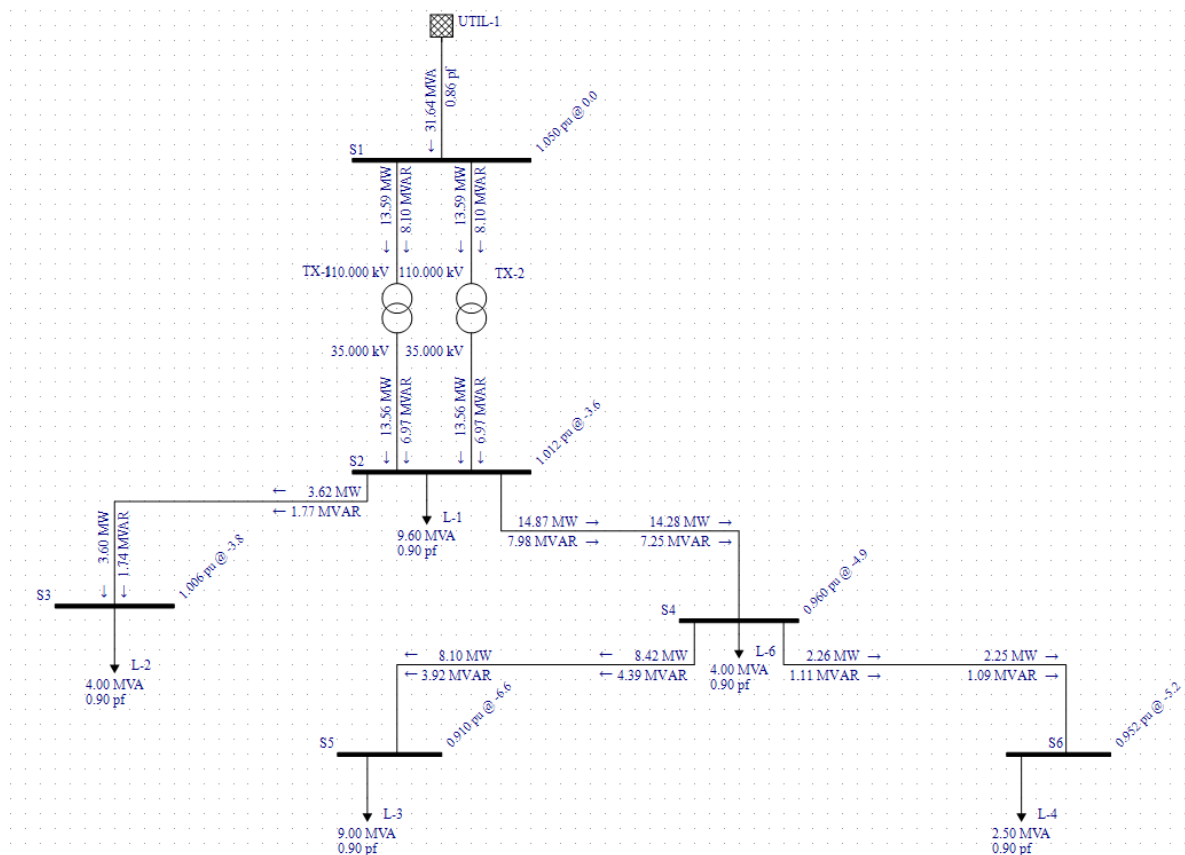 UTIL-1
31.64 MVA
0.86 pf
↓
1.050 pu @ 0.0
S1
13.59 MW
8.10 MVAR
13.59 MW
8.10 MVAR
↓ ↓ ↓ ↓
TX-1
110.000 kV
110.000 kV
TX-2
35.000 kV
35.000 kV
13.56 MW
6.97 MVAR
13.56 MW
6.97 MVAR
↓ ↓ ↓ ↓
1.012 pu @ -3.6
S2
← 3.62 MW
← 1.77 MVAR
L-1
9.60 MVA
0.90 pf
14.87 MW → 14.28 MW →
7.98 MVAR → 7.25 MVAR →
3.60 MW
1.74 MVAR
↓ ↓
1.006 pu @ -3.8
S3
L-2
4.00 MVA
0.90 pf
0.960 pu @ -4.9
S4
L-6
4.00 MVA
0.90 pf
← 8.10 MW ← 8.42 MW
← 3.92 MVAR ← 4.39 MVAR
2.26 MW → 2.25 MW →
1.11 MVAR → 1.09 MVAR →
0.910 pu @ -6.6
S5
0.952 pu @ -5.2
S6
L-3
9.00 MVA
0.90 pf
L-4
2.50 MVA
0.90 pf